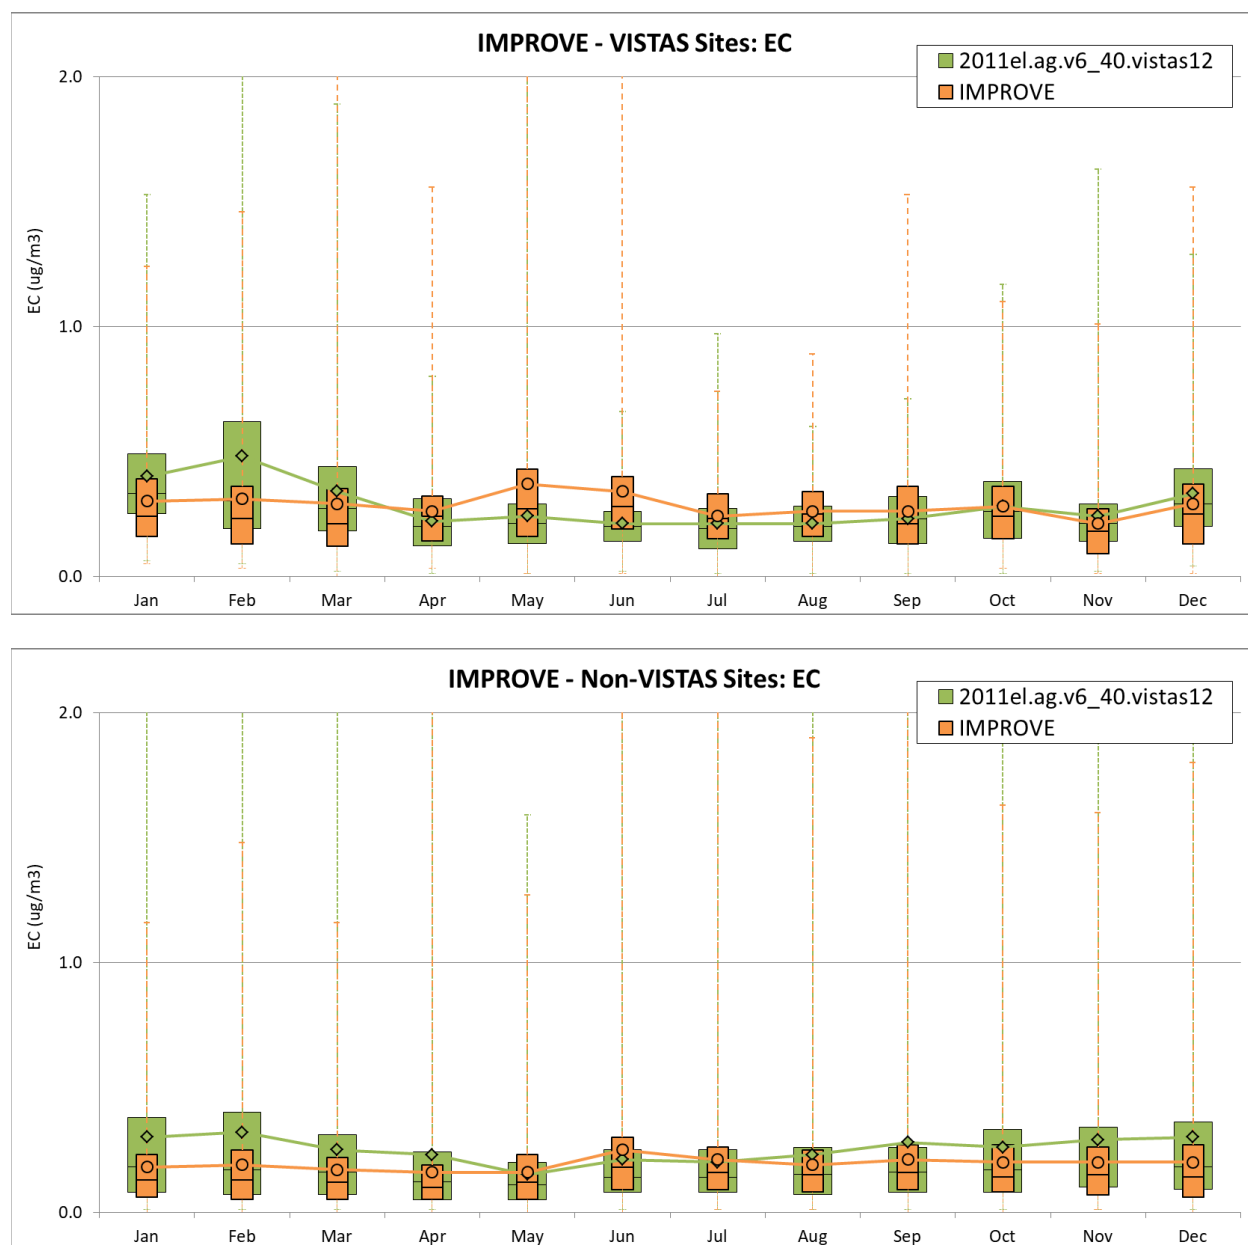 IMPROVE - VISTAS Sites: EC
2011el.ag.v6_40.vistas12
IMPROVE
2.0
1.0
0.0
EC (ug/m3)
Jan Feb Mar Apr May Jun Jul Aug Sep Oct Nov Dec
IMPROVE - Non-VISTAS Sites: EC
2011el.ag.v6_40.vistas12
IMPROVE
2.0
1.0
0.0
EC (ug/m3)
Jan Feb Mar Apr May Jun Jul Aug Sep Oct Nov Dec